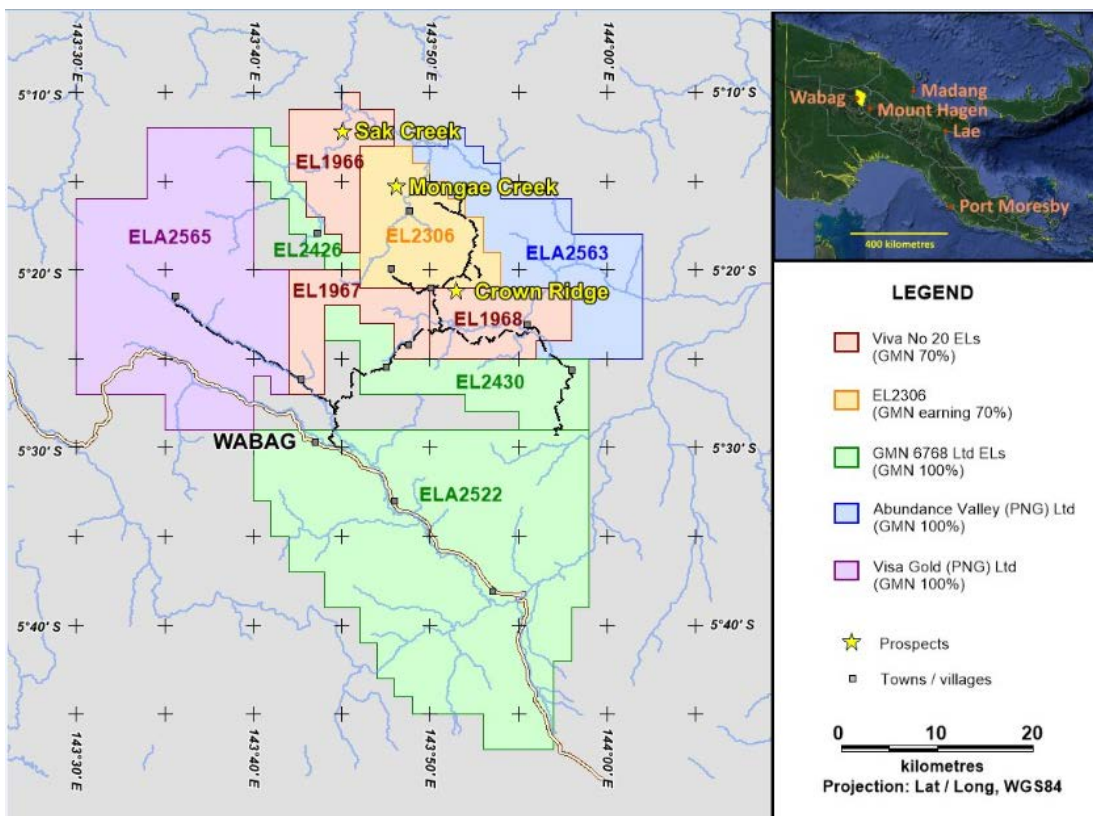 143°30' E
143°40' E
143°50' E
144°00' E
5°10' S
5°10' S
Sak Creek
EL1966
Mongae Creek
ELA2565
EL2426
EL2306
ELA2563
5°20' S
5°20' S
EL1967
Crown Ridge
EL1968
EL2430
WABAG
5°30' S
5°30' S
ELA2522
5°40' S
5°40' S
143°30' E
143°40' E
143°50' E
144°00' E
Wabag
Madang
Mount Hagen
Lae
Port Moresby
400 kilometres
LEGEND
Viva No 20 ELs
(GMN 70%)
EL2306
(GMN earning 70%)
GMN 6768 Ltd ELs
(GMN 100%)
Abundance Valley (PNG) Ltd
(GMN 100%)
Visa Gold (PNG) Ltd
(GMN 100%)
Prospects
Towns / villages
0 10 20
kilometres
Projection: Lat / Long, WGS84